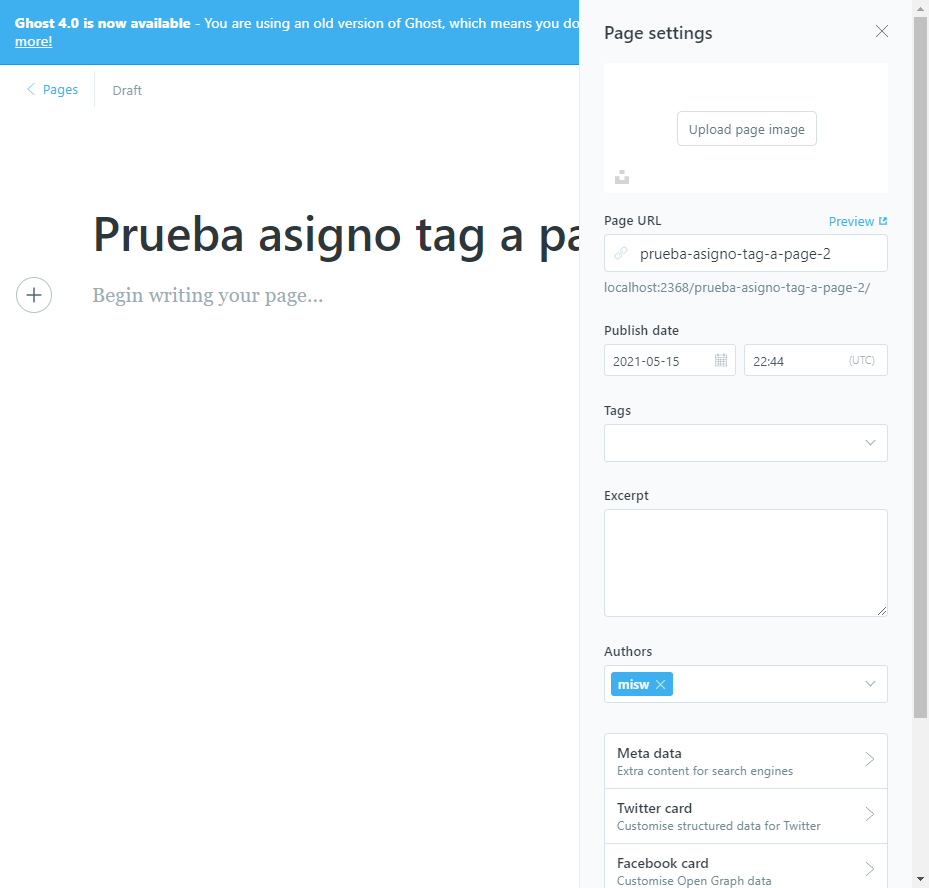 Ghost 4.0 is now available - You are using an old version of Ghost, which means you do
more!
Pages
Draft
Prueba asigno tag a pa
Begin writing your page...
Page settings
Upload page image
Page URL
Preview
prueba-asigno-tag-a-page-2
localhost:2368/prueba-asigno-tag-a-page-2/
Publish date
2021-05-15
22:44
(UTC)
Tags
Excerpt
Authors
misw
Meta data
Extra content for search engines
Twitter card
Customise structured data for Twitter
Facebook card
Customise Open Graph data